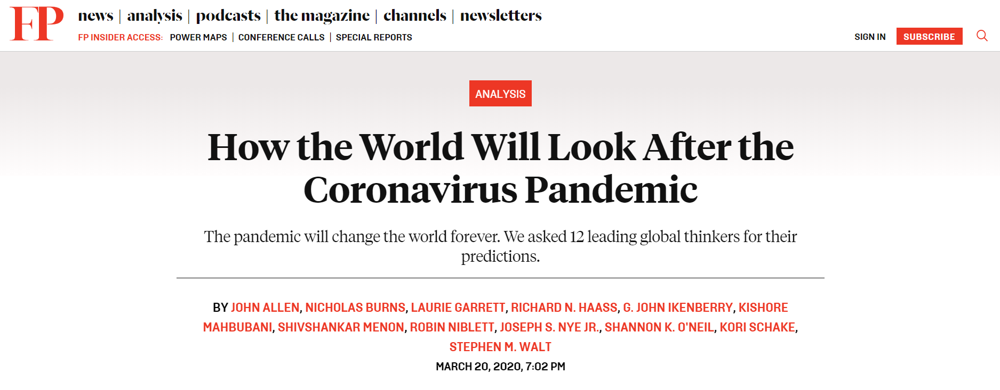 FP
news | analysis | podcasts | the magazine | channels | newsletters
FP INSIDER ACCESS: POWER MAPS | CONFERENCE CALLS | SPECIAL REPORTS
SIGN IN SUBSCRIBE
ANALYSIS
How the World Will Look After the
Coronavirus Pandemic
The pandemic will change the world forever. We asked 12 leading global thinkers for their
predictions.
BY JOHN ALLEN, NICHOLAS BURNS, LAURIE GARRETT, RICHARD N. HAASS, G. JOHN IKENBERRY, KISHORE
MAHBUBANI, SHIVSHANKAR MENON, ROBIN NIBLETT, JOSEPH S. NYE JR., SHANNON K. O'NEIL, KORI SCHAKE,
STEPHEN M. WALT
MARCH 20, 2020, 7:02 PM